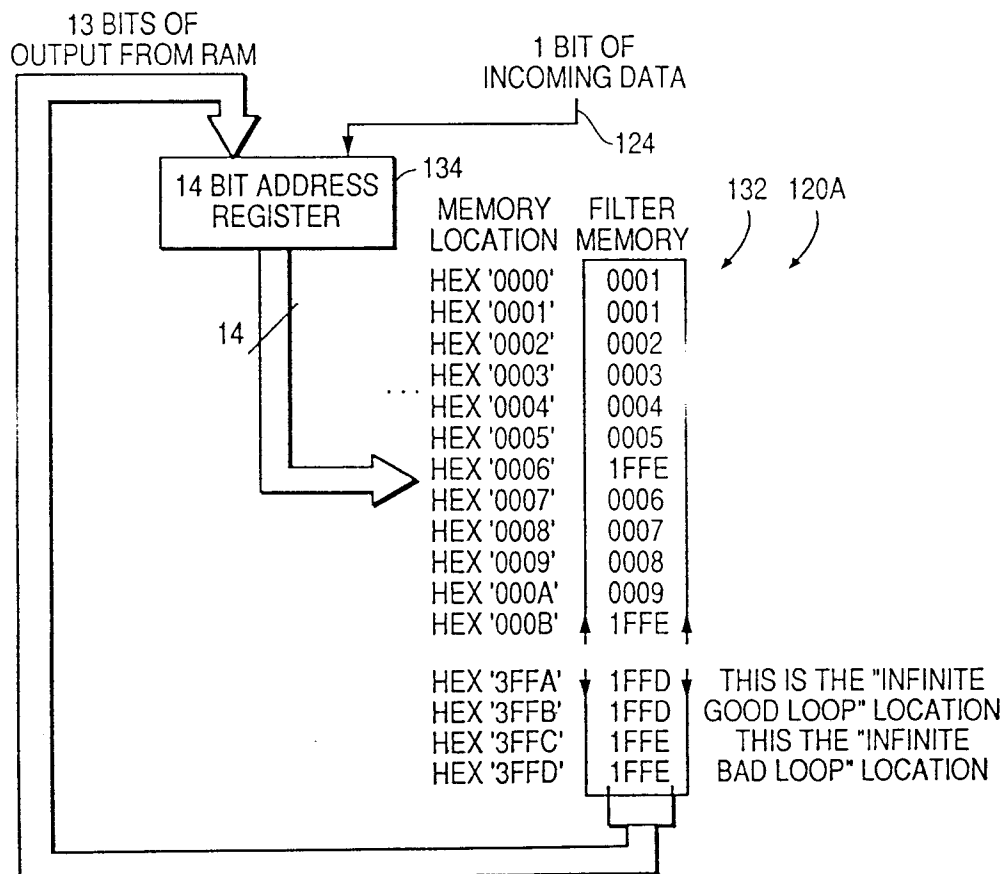 13 BITS OF
OUTPUT FROM RAM
1 BIT OF
INCOMING DATA
124
14 BIT ADDRESS
REGISTER
134
14
132
120A
MEMORY LOCATION FILTER MEMORY
HEX '0000' 0001
HEX '0001' 0001
HEX '0002' 0002
HEX '0003' 0003
. . .
HEX '0004' 0004
HEX '0005' 0005
HEX '0006' 1FFE
HEX '0007' 0006
HEX '0008' 0007
HEX '0009' 0008
HEX '000A' 0009
HEX '000B' 1FFE
HEX '3FFA' 1FFD THIS IS THE "INFINITE
HEX '3FFB' 1FFD GOOD LOOP" LOCATION
HEX '3FFC' 1FFE THIS THE "INFINITE
HEX '3FFD' 1FFE BAD LOOP" LOCATION